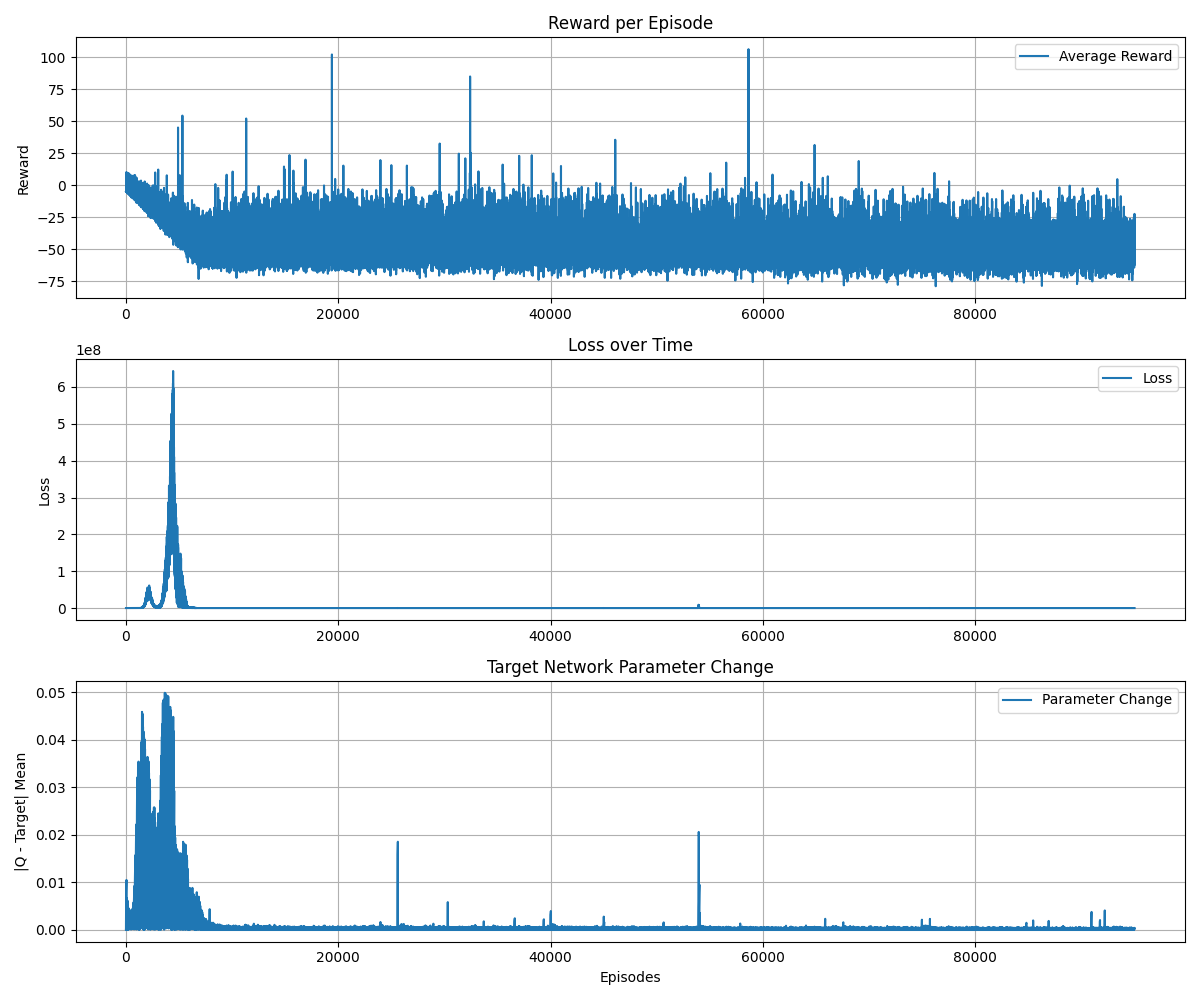 Reward per Episode
Average Reward
Reward
100
75
50
25
0
−25
−50
−75
0 20000 40000 60000 80000
Loss over Time
1e8
Loss
Loss
6
5
4
3
2
1
0
0 20000 40000 60000 80000
Target Network Parameter Change
Parameter Change
|Q - Target| Mean
0.05
0.04
0.03
0.02
0.01
0.00
0 20000 40000 60000 80000
Episodes